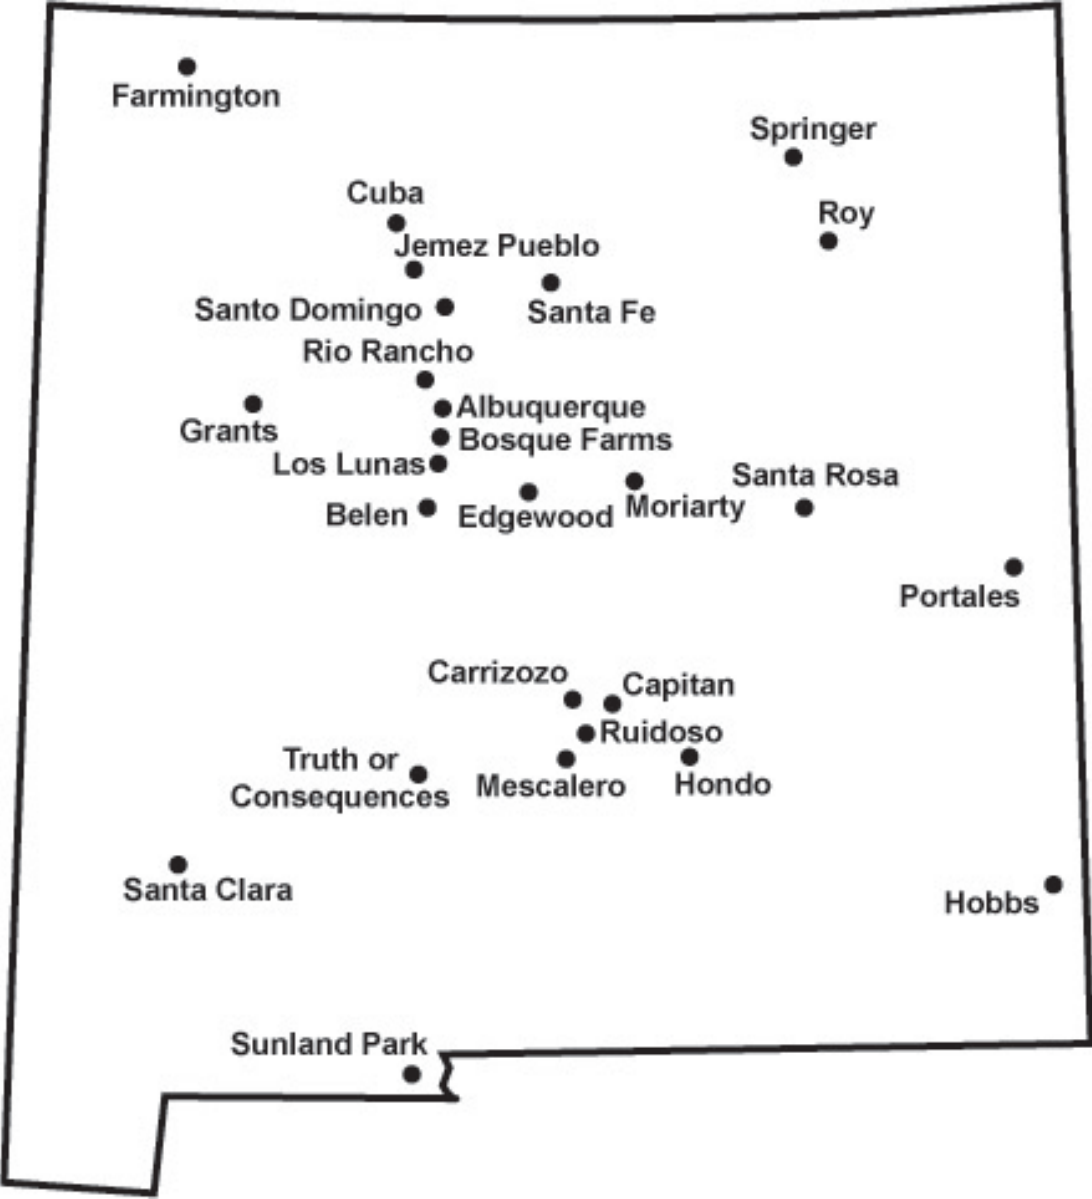 Farmington
Springer
Cuba
Roy
Jemez Pueblo
Santo Domingo
Santa Fe
Rio Rancho
Albuquerque
Grants
Bosque Farms
Los Lunas
Santa Rosa
Belen
Edgewood
Moriarty
Portales
Carrizozo
Capitan
Ruidoso
Truth or
Consequences
Mescalero
Hondo
Santa Clara
Hobbs
Sunland Park